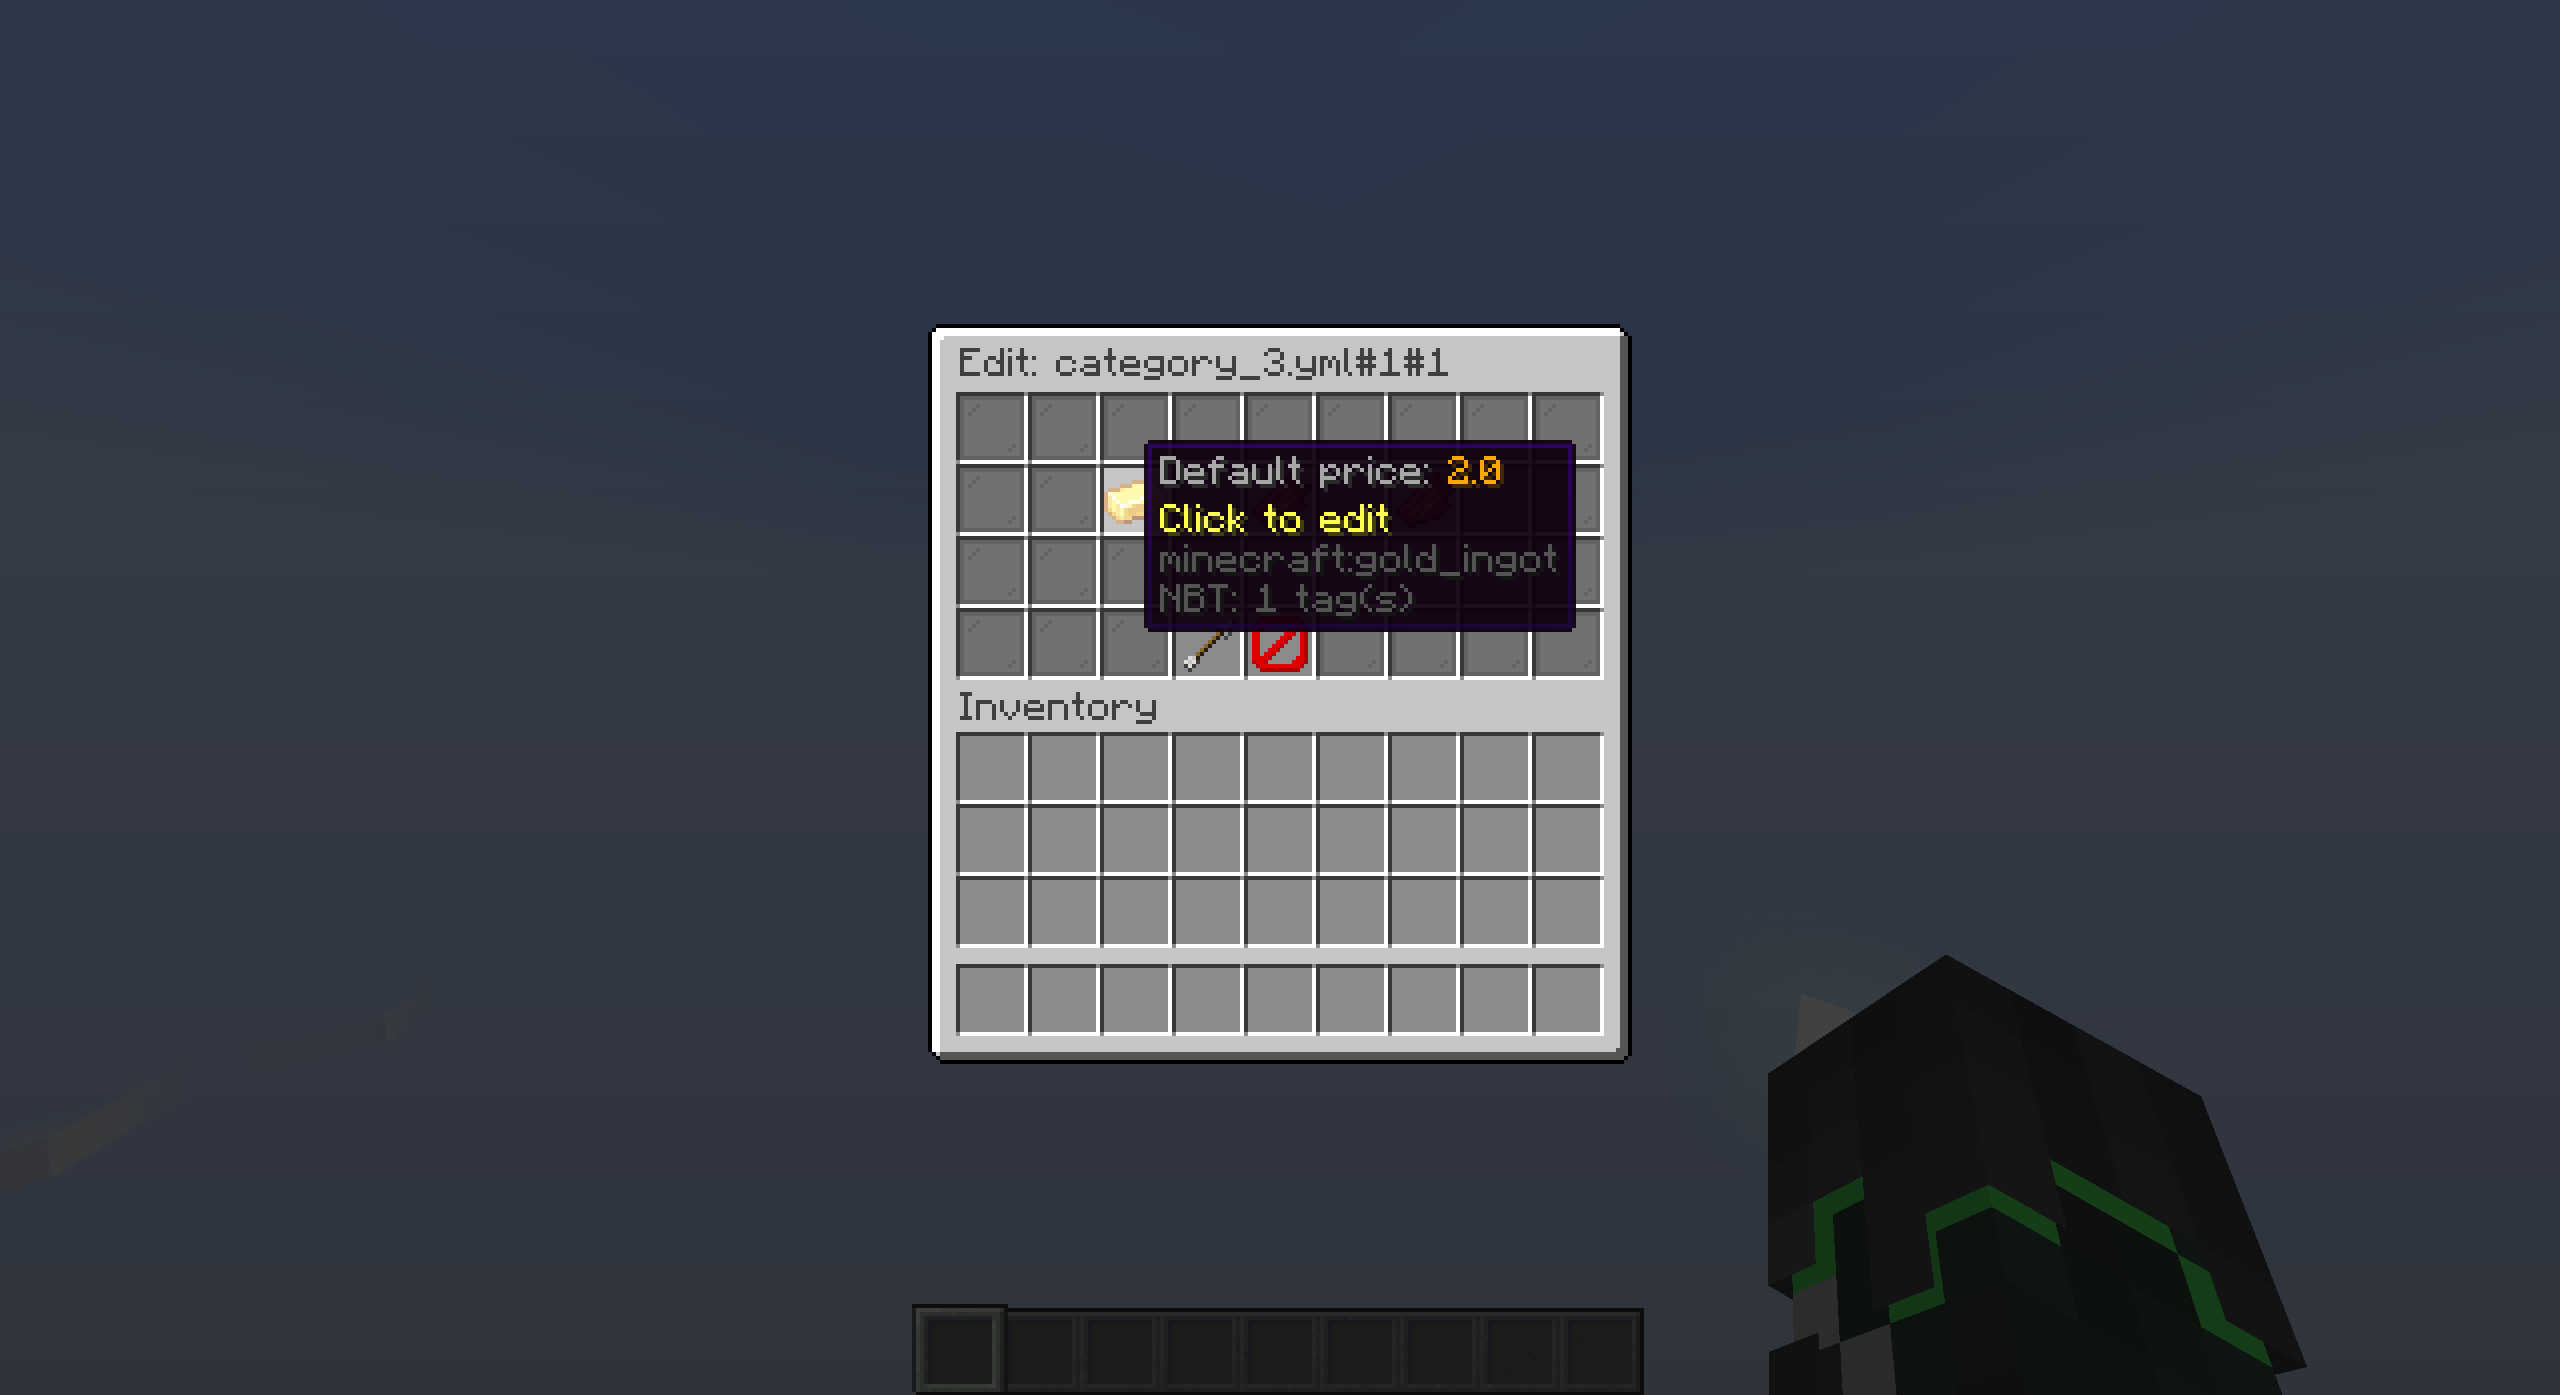 Edit: category_3.yml#1#1
Default price: 2.0
Click to edit
minecraft:gold_ingot
NBT: 1 tag(s)
Inventory